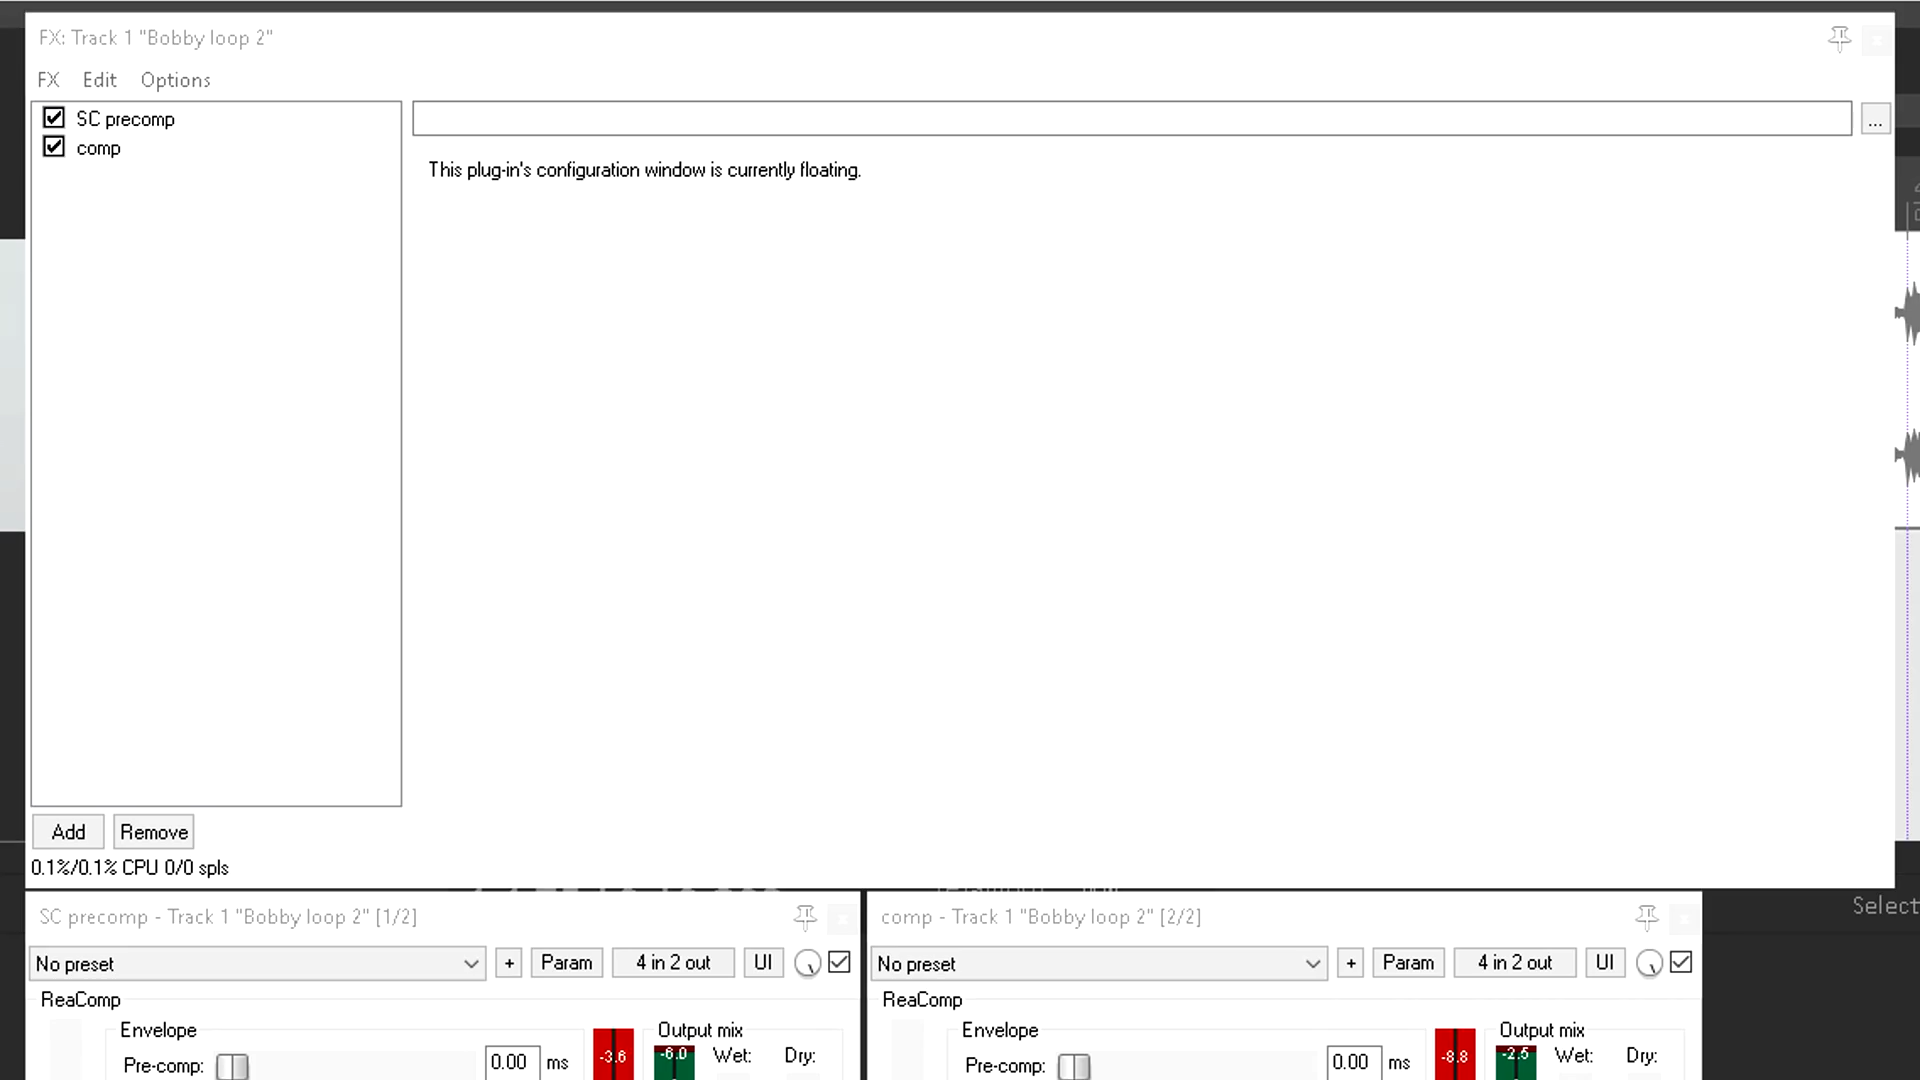 FX: Track 1 "Bobby loop 2"
FX Edit Options
SC precomp
comp
...
This plug-in's configuration window is currently floating.
Add Remove
0.1%/0.1% CPU 0/0 spls
Select
SC precomp - Track 1 "Bobby loop 2" [1/2]
No preset + Param 4 in 2 out UI
ReaComp
Envelope
Output mix
-3.6 -6.0 Wet: Dry:
Pre-comp: 0.00 ms
comp - Track 1 "Bobby loop 2" [2/2]
No preset + Param 4 in 2 out UI
ReaComp
Envelope
Output mix
-8.8 -2.5 Wet: Dry:
Pre-comp: 0.00 ms